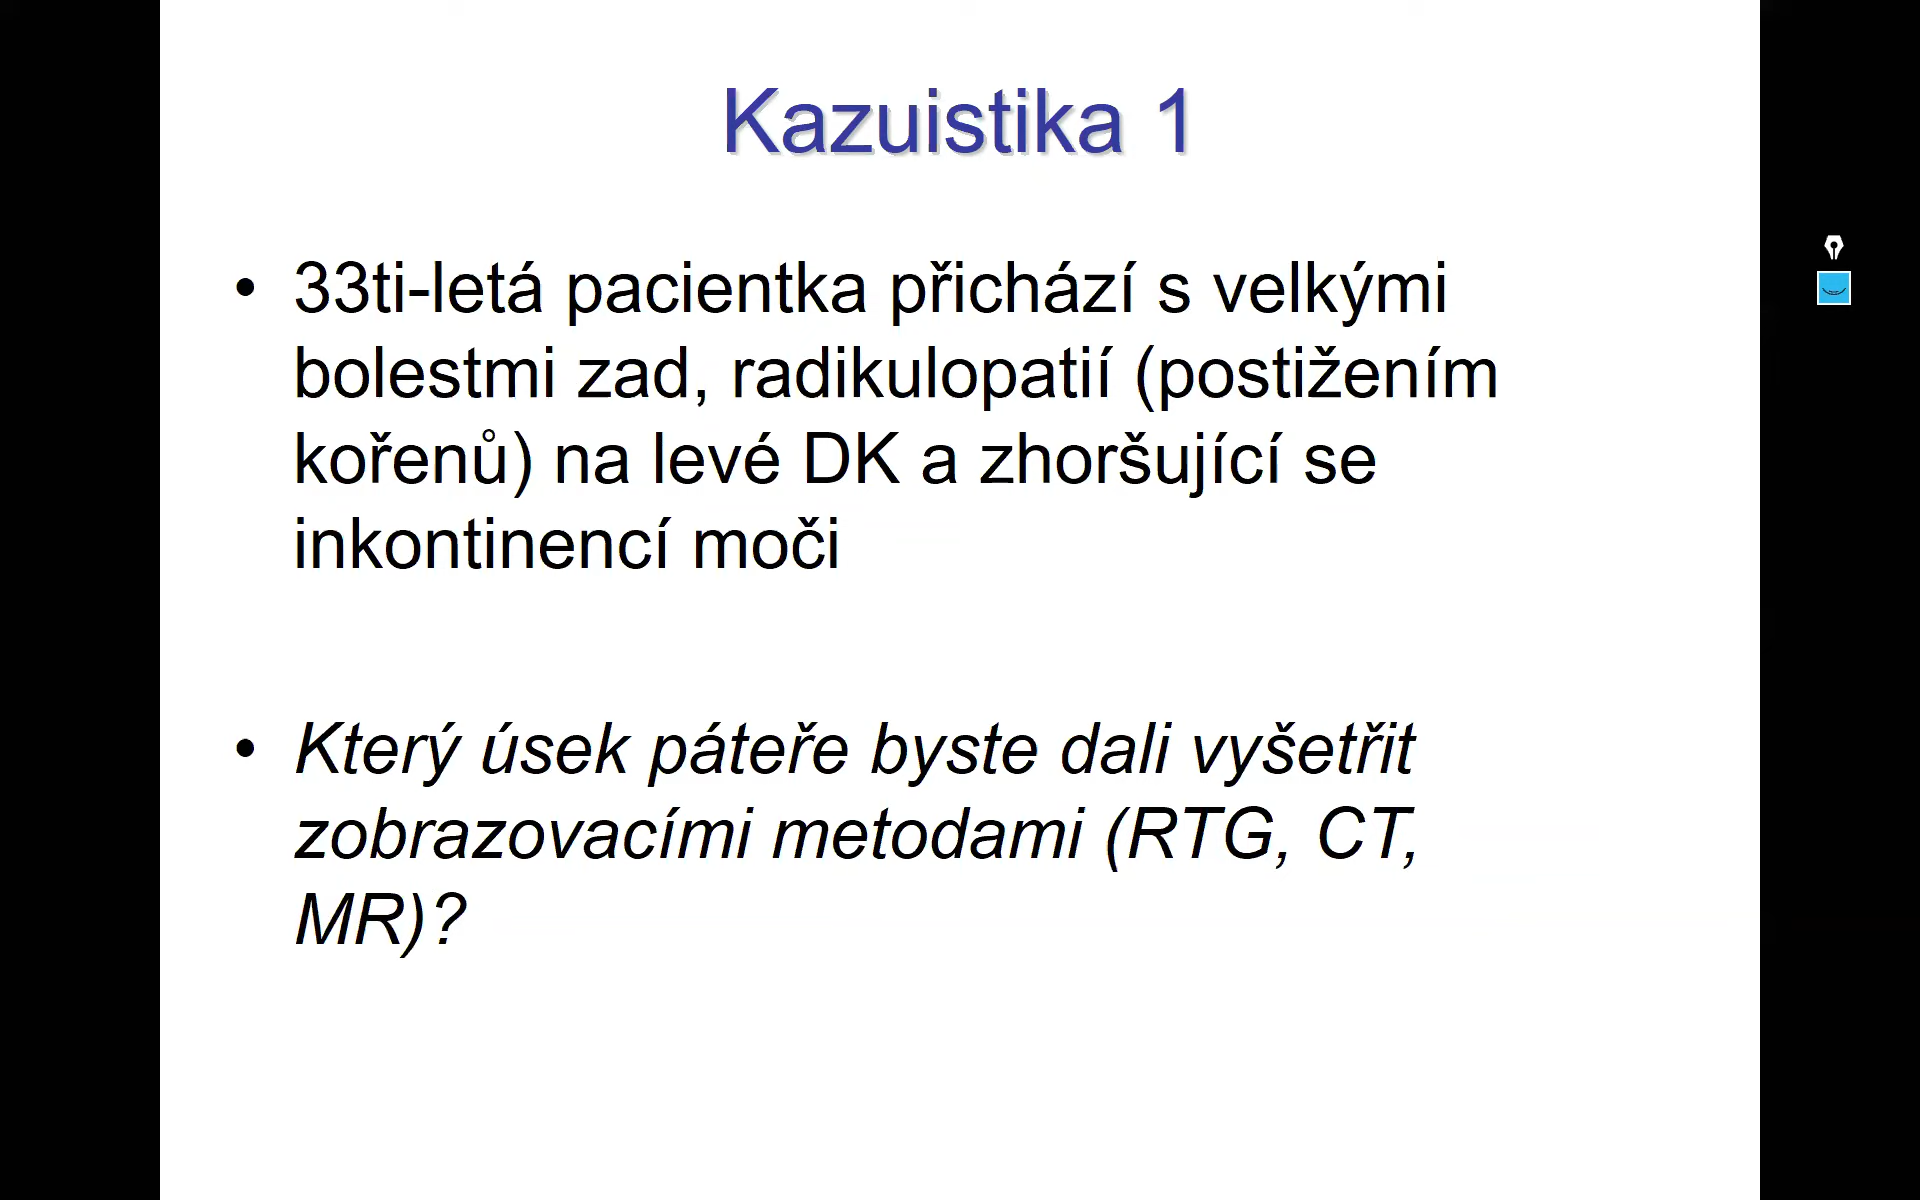 Kazuistika 1
• 33ti-letá pacientka přichází s velkými
bolestmi zad, radikulopatií (postižením
kořenů) na levé DK a zhoršující se
inkontinencí moči
• Který úsek páteře byste dali vyšetřit
zobrazovacími metodami (RTG, CT,
MR)?